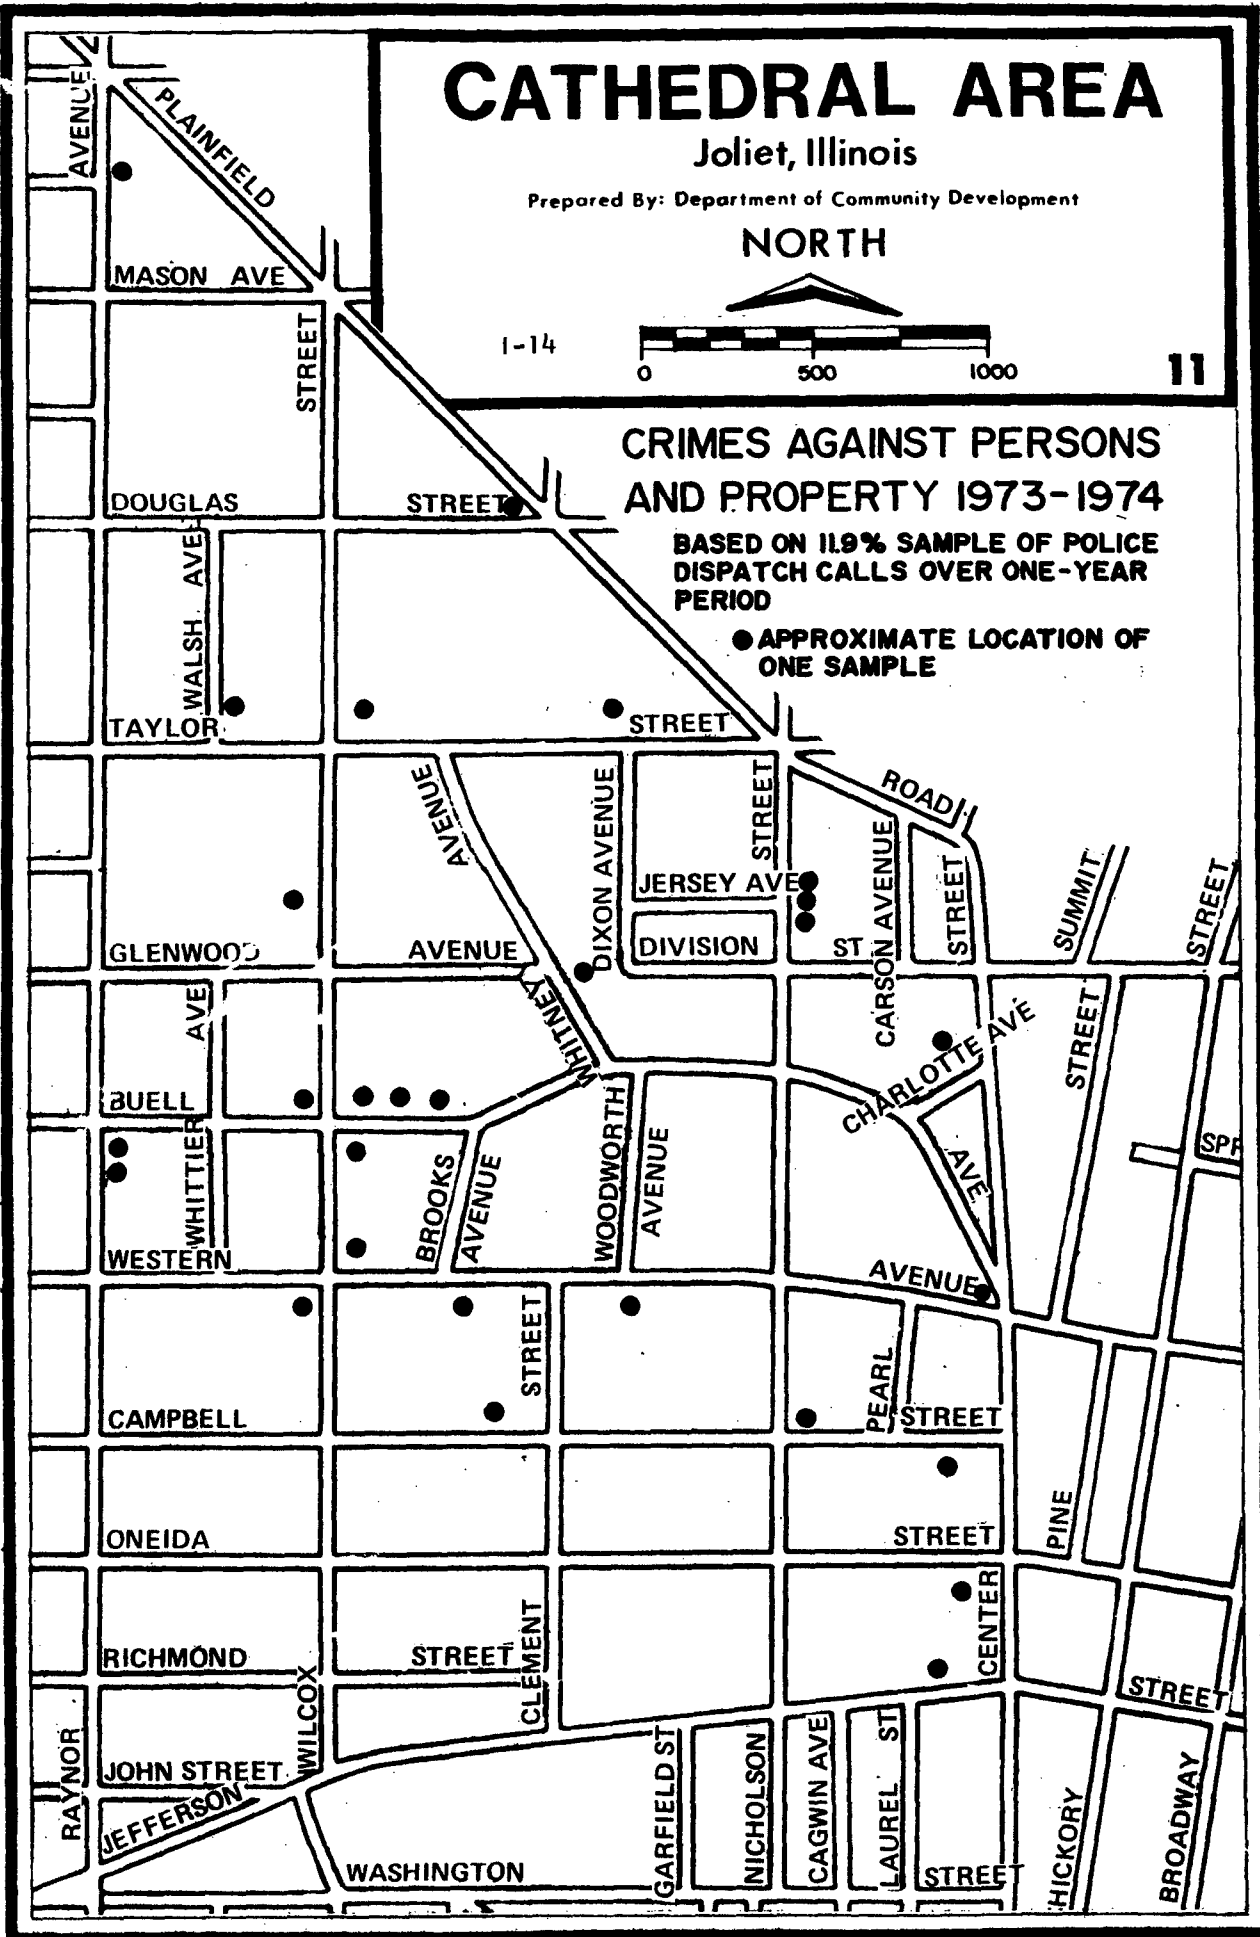 CATHEDRAL AREA
Joliet, Illinois
Prepared By: Department of Community Development
NORTH
1-14
0 500 1000
11
CRIMES AGAINST PERSONS
AND PROPERTY 1973-1974
BASED ON 11.9% SAMPLE OF POLICE
DISPATCH CALLS OVER ONE-YEAR
PERIOD
APPROXIMATE LOCATION OF
ONE SAMPLE
AVENUE
PLAINFIELD
MASON AVE
STREET
DOUGLAS
STREET
WALSH AVE
TAYLOR
STREET
AVENUE
DIXON AVENUE
STREET
ROAD
JERSEY AVE
CARSON AVENUE
STREET
SUMMIT
STREET
GLENWOOD
AVENUE
DIVISION
ST
WHITNEY
AVE
CHARLOTTE AVE
STREET
BUELL
WHITTIER
BROOKS
AVENUE
WOODWORTH
AVENUE
AVE
SPR
WESTERN
AVENUE
STREET
PEARL
CAMPBELL
STREET
PINE
ONEIDA
STREET
CENTER
RICHMOND
STREET
CLEMENT
WILCOX
STREET
RAYNOR
JOHN STREET
JEFFERSON
GARFIELD ST
NICHOLSON
CAGWIN AVE
LAUREL ST
HICKORY
BROADWAY
WASHINGTON
STREET